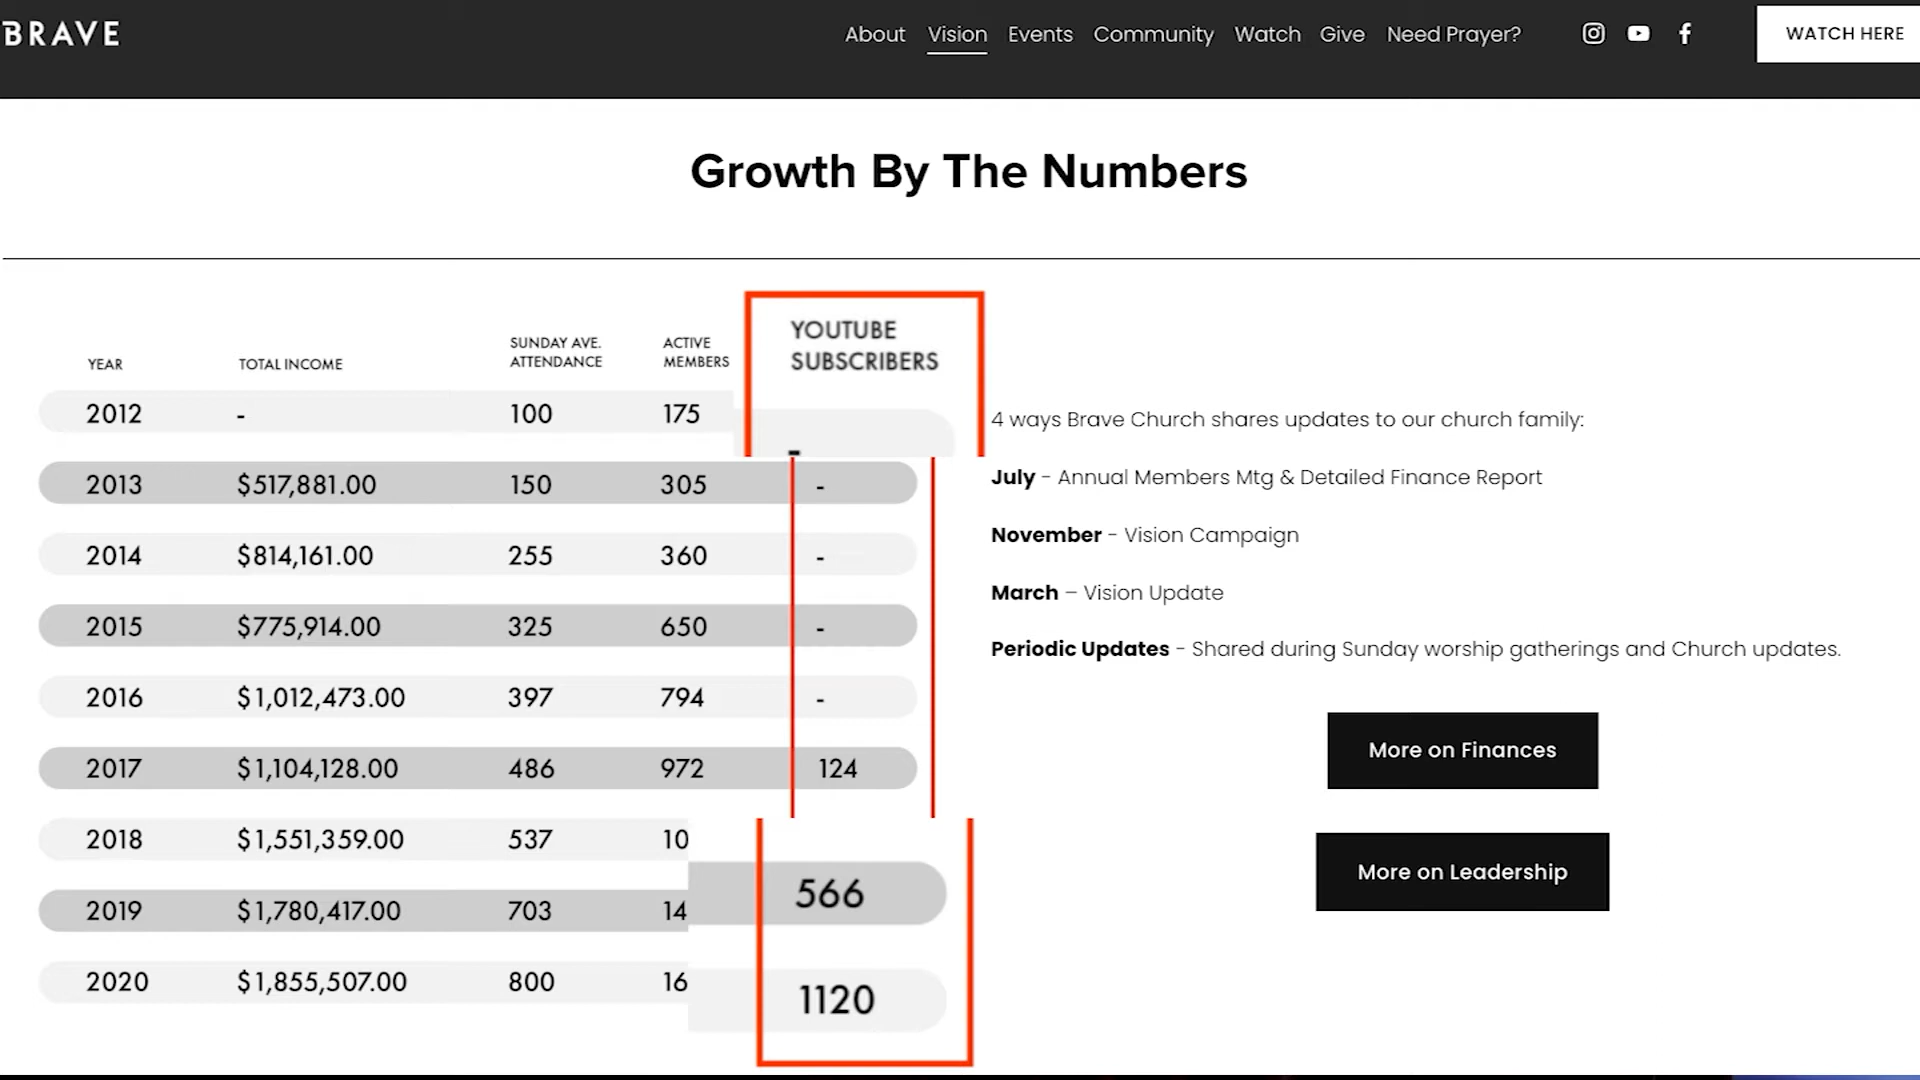 BRAVE
About Vision Events Community Watch Give Need Prayer?
WATCH HERE
Growth By The Numbers
YEAR TOTAL INCOME SUNDAY AVE. ATTENDANCE ACTIVE MEMBERS YOUTUBE SUBSCRIBERS
2012 - 100 175 -
2013 $517,881.00 150 305 -
2014 $814,161.00 255 360 -
2015 $775,914.00 325 650 -
2016 $1,012,473.00 397 794 -
2017 $1,104,128.00 486 972 124
2018 $1,551,359.00 537 10
2019 $1,780,417.00 703 14 566
2020 $1,855,507.00 800 16 1120
4 ways Brave Church shares updates to our church family:
July - Annual Members Mtg & Detailed Finance Report
November - Vision Campaign
March – Vision Update
Periodic Updates - Shared during Sunday worship gatherings and Church updates.
More on Finances
More on Leadership